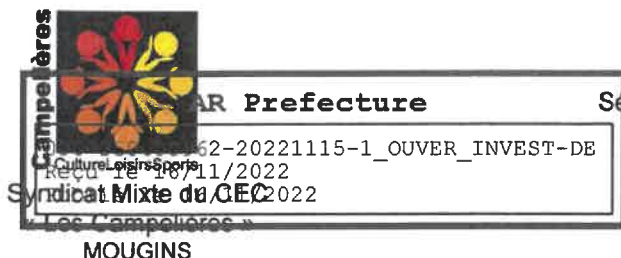 Campelières
AR Prefecture
Sé
62-20221115-1_OUVER_INVEST-DE
CultureLoisirsSports
Reçu le 16/11/2022
Syndicat Mixte du CEC
2022
« Les Campelières »
MOUGINS